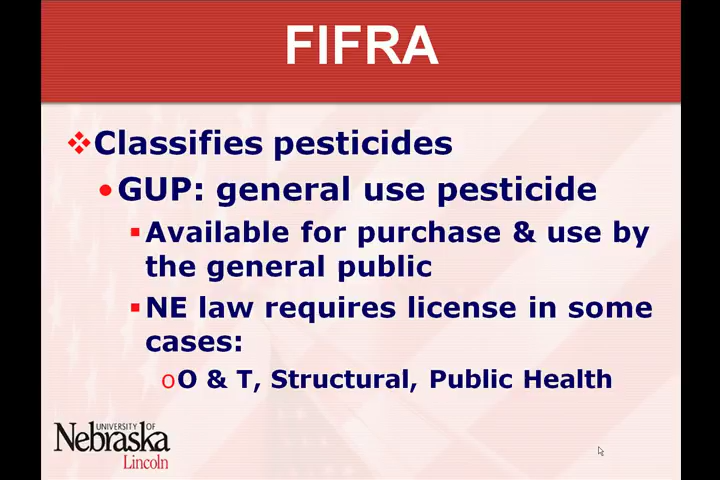 FIFRA
Classifies pesticides
GUP: general use pesticide
Available for purchase & use by
the general public
NE law requires license in some
cases:
O & T, Structural, Public Health
UNIVERSITY OF
Nebraska
Lincoln